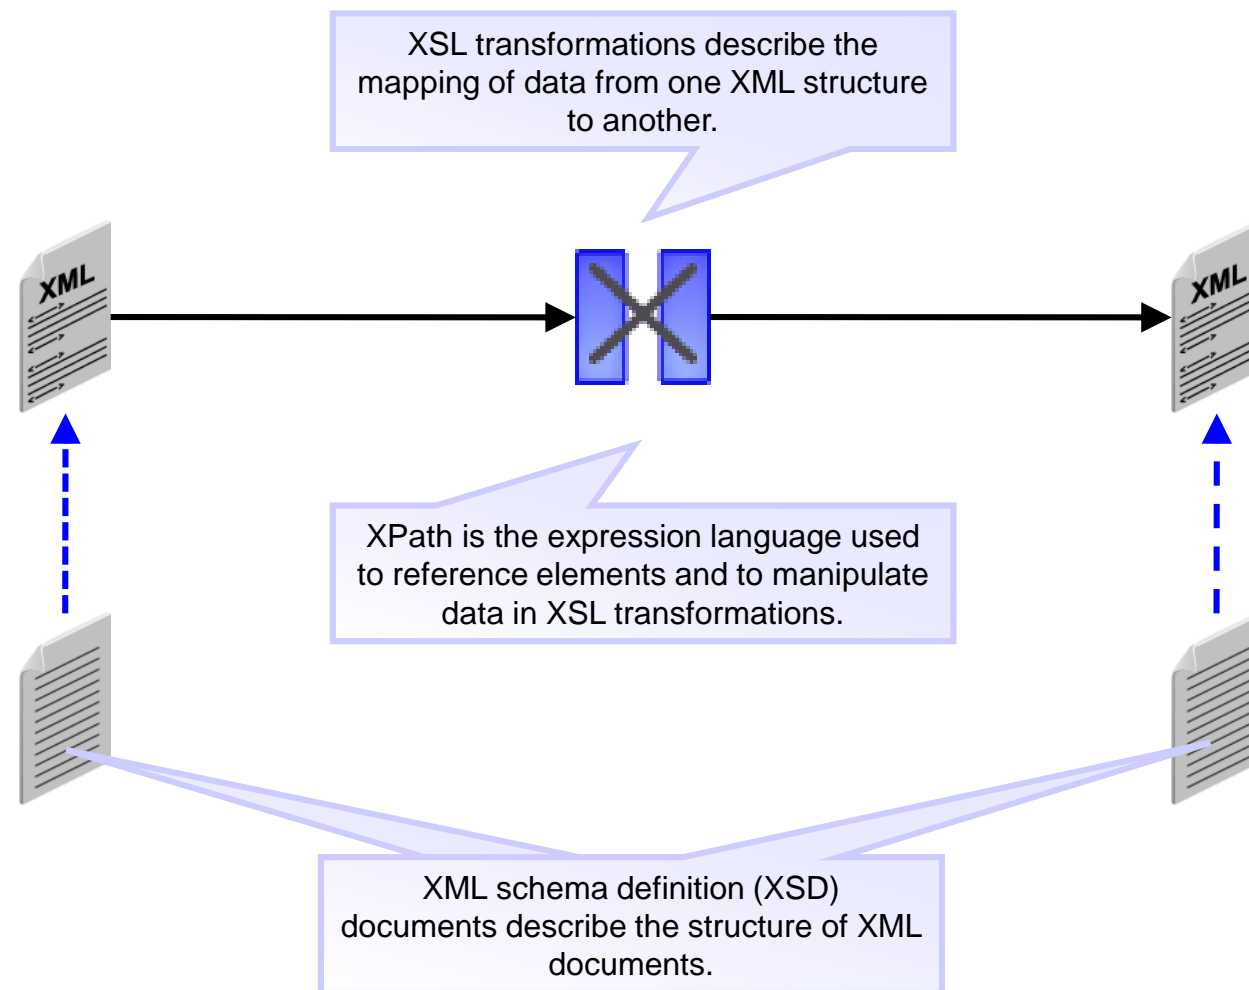 XSL transformations describe the
mapping of data from one XML structure
to another.
XML
XML
XPath is the expression language used
to reference elements and to manipulate
data in XSL transformations.
XML schema definition (XSD)
documents describe the structure of XML
documents.